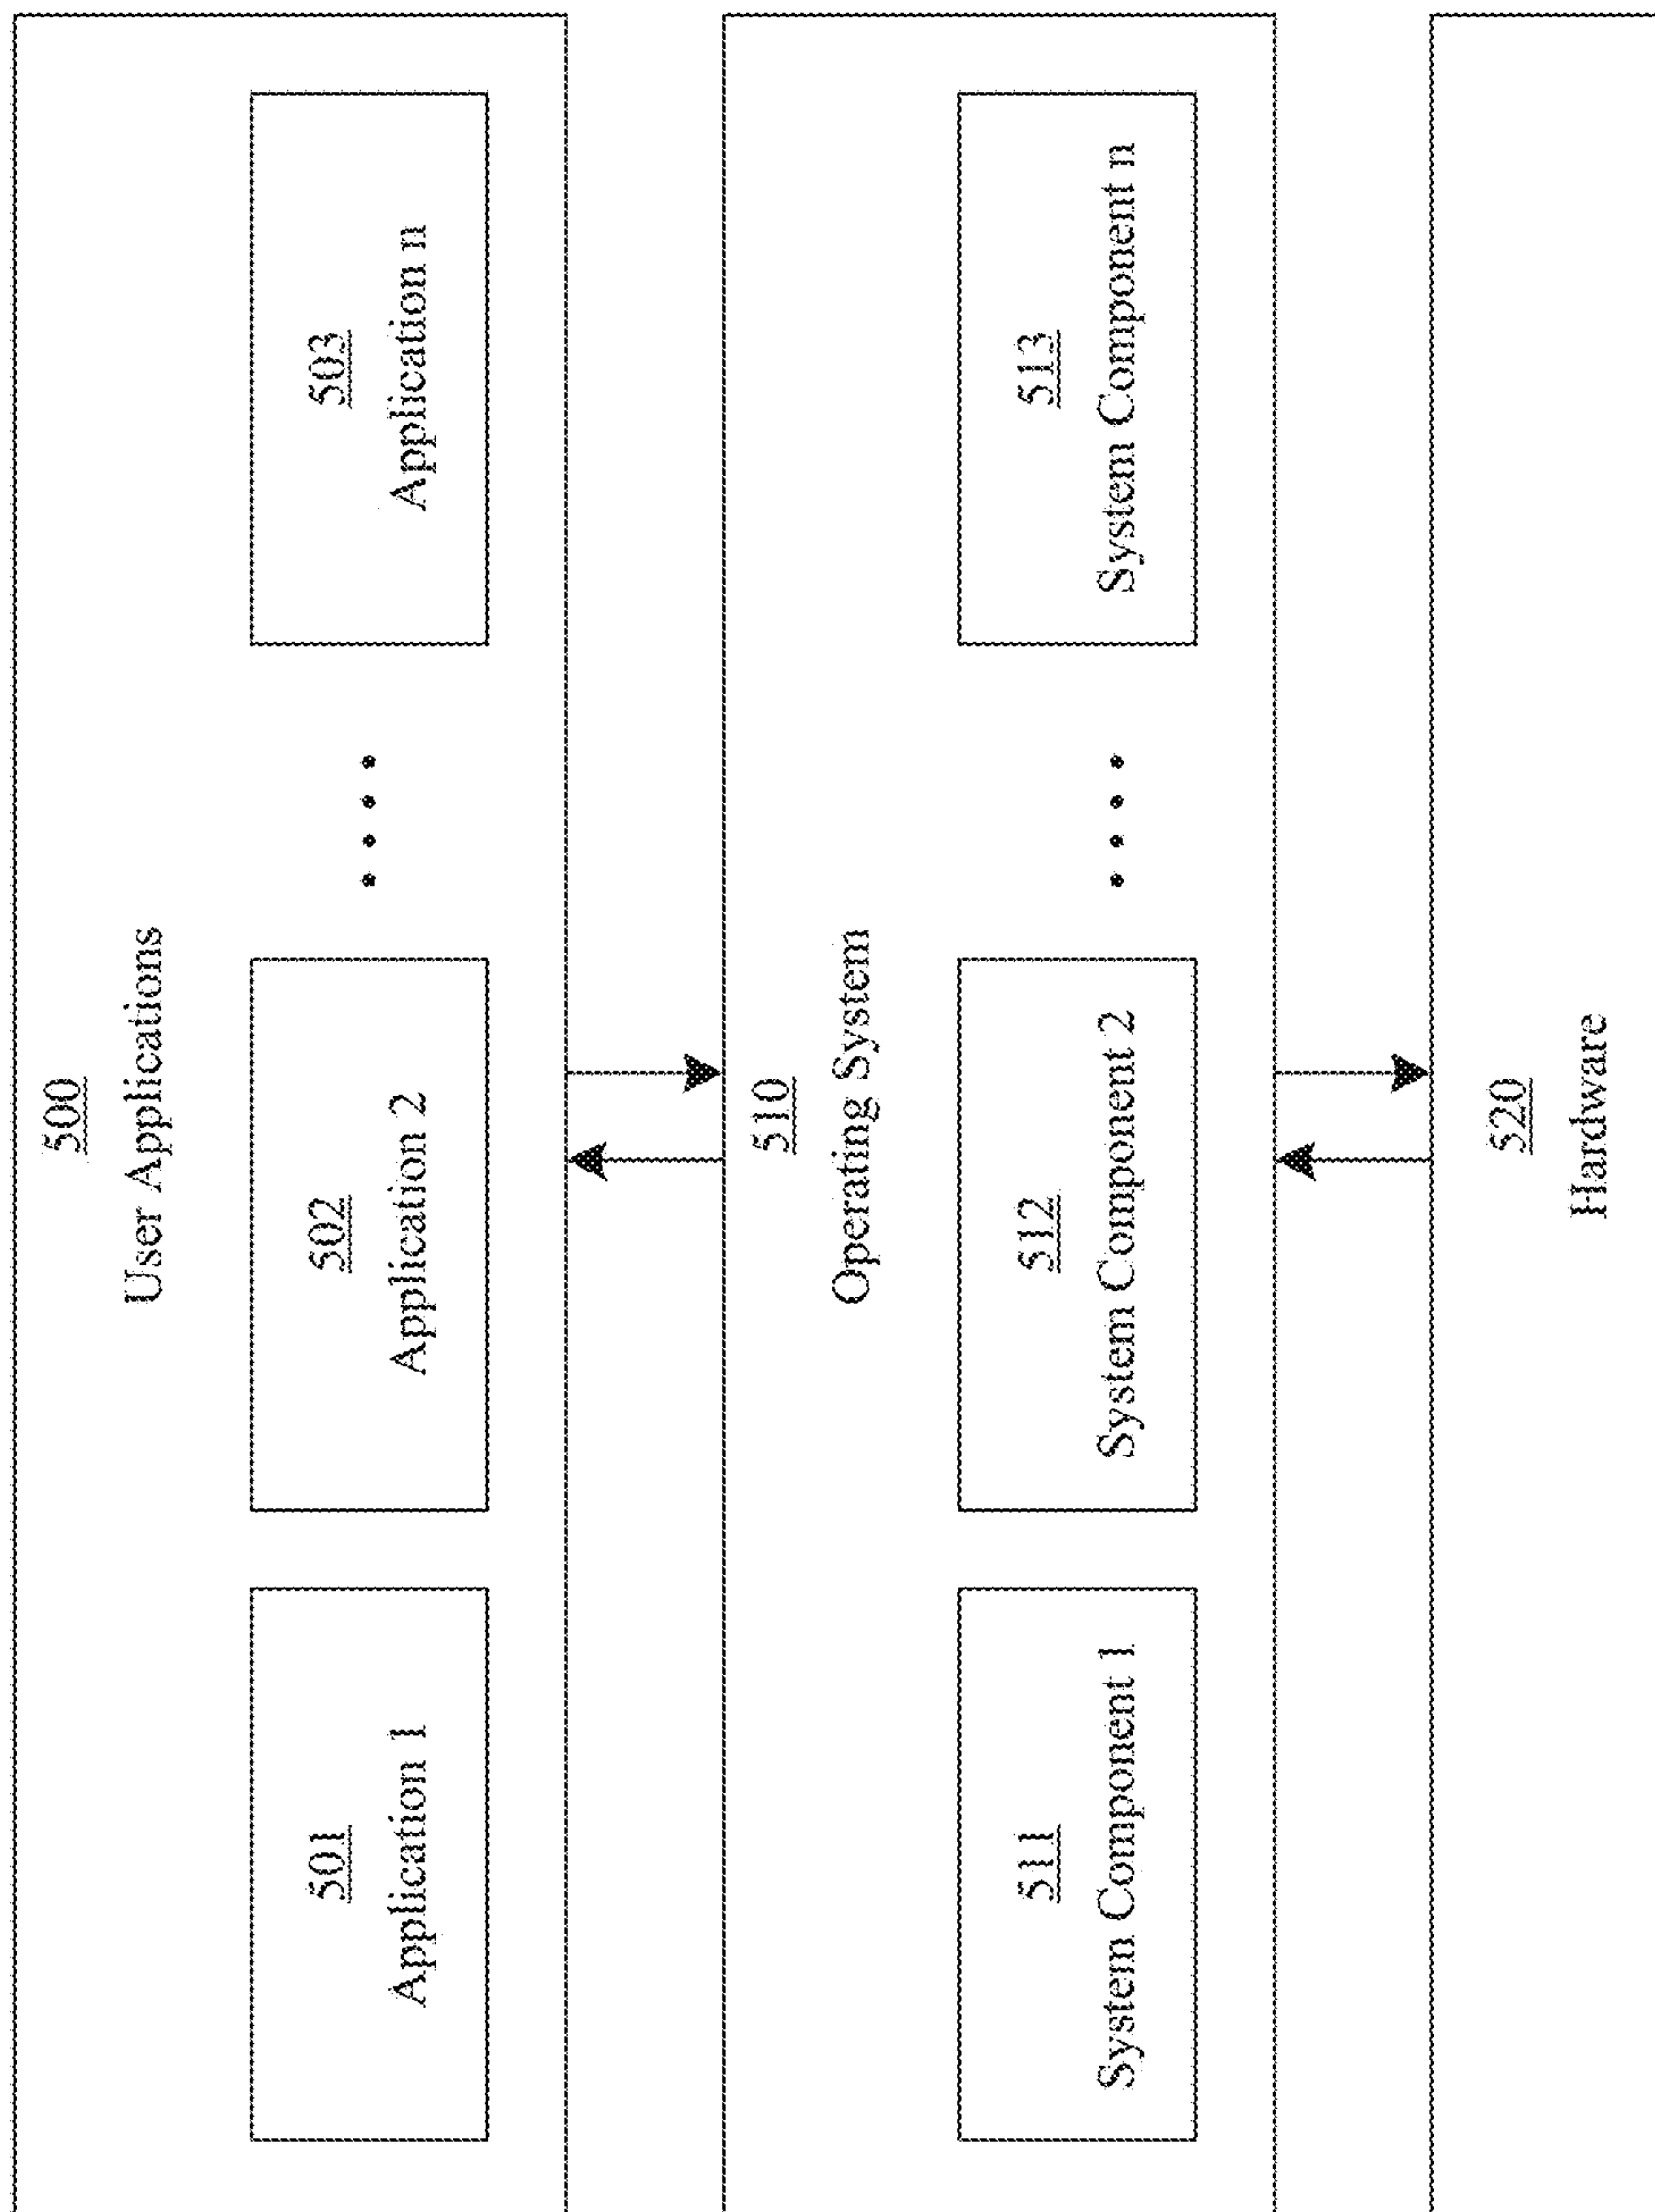 500
User Applications
501
Application 1
502
Application 2
503
Application n
510
Operating System
511
System Component 1
512
System Component 2
513
System Component n
520
Hardware